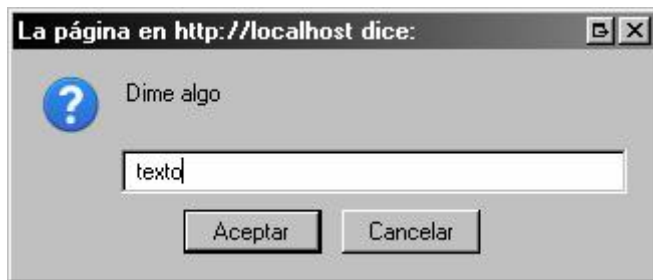 La página en http://localhost dice:
Dime algo
texto
Aceptar Cancelar